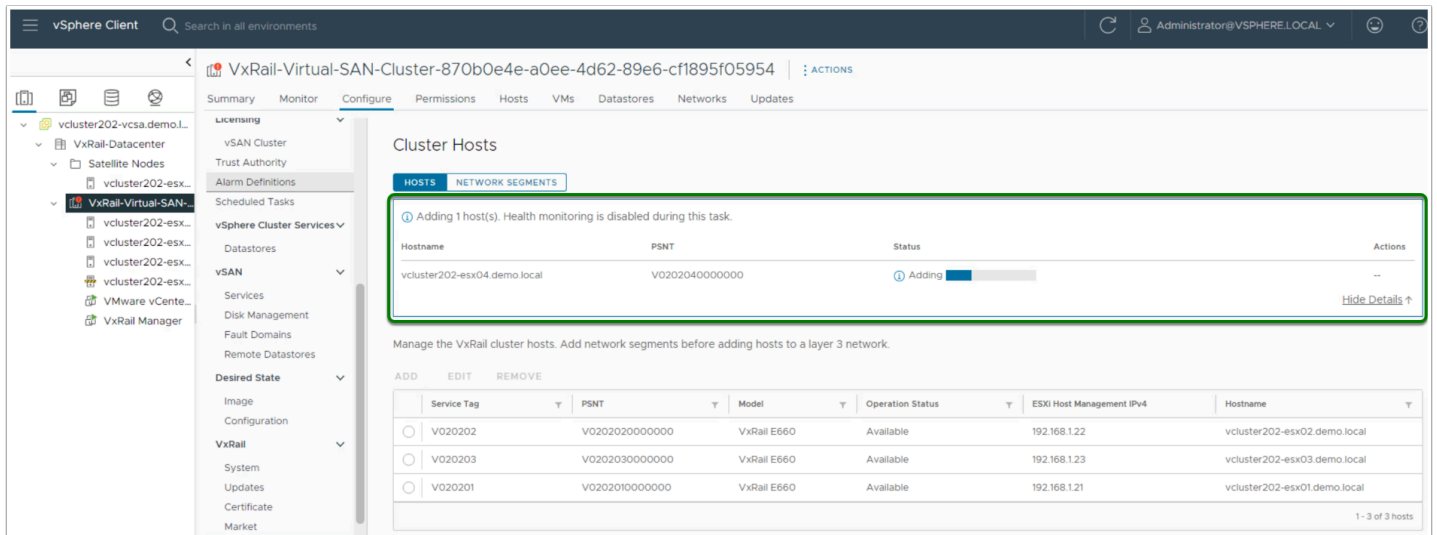 vSphere Client
Search in all environments
Administrator@VSPHERE.LOCAL
VxRail-Virtual-SAN-Cluster-870b0e4e-a0ee-4d62-89e6-cf1895f05954
ACTIONS
Summary Monitor Configure Permissions Hosts VMs Datastores Networks Updates
vcluster202-vcsa.demo.l...
VxRail-Datacenter
Satellite Nodes
vcluster202-esx...
VxRail-Virtual-SAN-...
vcluster202-esx...
vcluster202-esx...
vcluster202-esx...
vcluster202-esx...
VMware vCente...
VxRail Manager
Licensing
vSAN Cluster
Trust Authority
Alarm Definitions
Scheduled Tasks
vSphere Cluster Services
Datastores
vSAN
Services
Disk Management
Fault Domains
Remote Datastores
Desired State
Image
Configuration
VxRail
System
Updates
Certificate
Market
Cluster Hosts
HOSTS NETWORK SEGMENTS
Adding 1 host(s). Health monitoring is disabled during this task.
Hostname PSNT Status Actions
vcluster202-esx04.demo.local V0202040000000 Adding --
Hide Details
Manage the VxRail cluster hosts. Add network segments before adding hosts to a layer 3 network.
ADD EDIT REMOVE
Service Tag PSNT Model Operation Status ESXi Host Management IPv4 Hostname
V020202 V0202020000000 VxRail E660 Available 192.168.1.22 vcluster202-esx02.demo.local
V020203 V0202030000000 VxRail E660 Available 192.168.1.23 vcluster202-esx03.demo.local
V020201 V0202010000000 VxRail E660 Available 192.168.1.21 vcluster202-esx01.demo.local
1 - 3 of 3 hosts